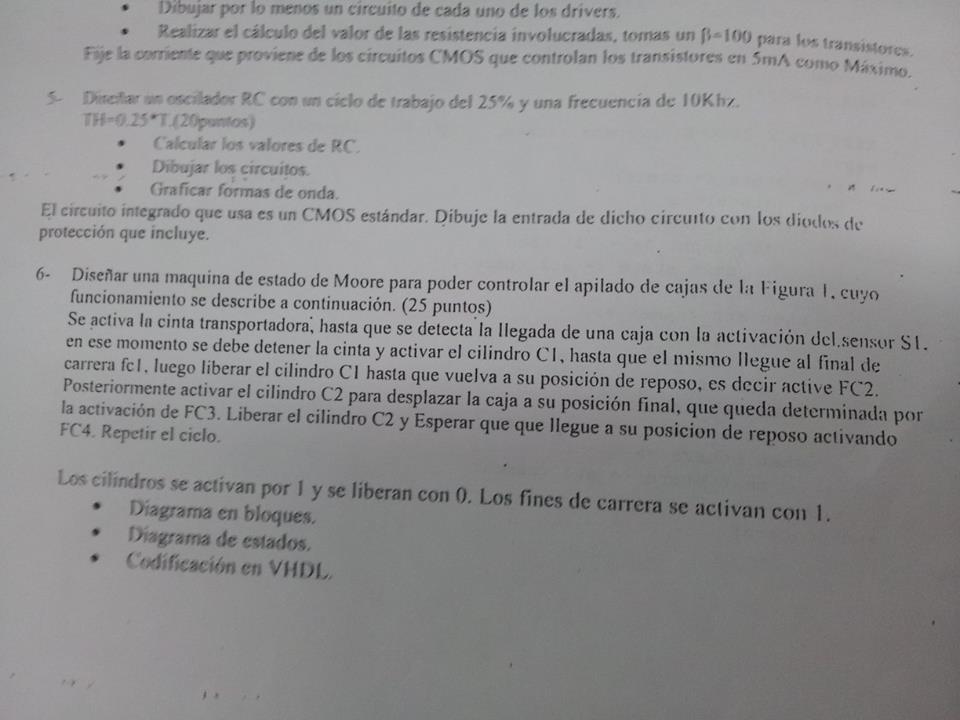 • Dibujar por lo menos un circuito de cada uno de los drivers.
• Realizar el cálculo del valor de las resistencia involucradas, tomas un β=100 para los transistores.
Fije la corriente que proviene de los circuitos CMOS que controlan los transistores en 5mA como Máximo.
5- Diseñar un oscilador RC con un ciclo de trabajo del 25% y una frecuencia de 10Khz.
TH=0.25*T.(20puntos)
• Calcular los valores de RC.
• Dibujar los circuitos.
• Graficar formas de onda.
El circuito integrado que usa es un CMOS estándar. Dibuje la entrada de dicho circuito con los diodos de
protección que incluye.
6- Diseñar una maquina de estado de Moore para poder controlar el apilado de cajas de la Figura 1, cuyo
funcionamiento se describe a continuación. (25 puntos)
Se activa la cinta transportadora, hasta que se detecta la llegada de una caja con la activación del sensor S1.
en ese momento se debe detener la cinta y activar el cilindro C1, hasta que el mismo llegue al final de
carrera fc1, luego liberar el cilindro C1 hasta que vuelva a su posición de reposo, es decir active FC2.
Posteriormente activar el cilindro C2 para desplazar la caja a su posición final, que queda determinada por
la activación de FC3. Liberar el cilindro C2 y Esperar que que llegue a su posicion de reposo activando
FC4. Repetir el ciclo.
Los cilindros se activan por 1 y se liberan con 0. Los fines de carrera se activan con 1.
• Diagrama en bloques.
• Diagrama de estados.
• Codificación en VHDL.